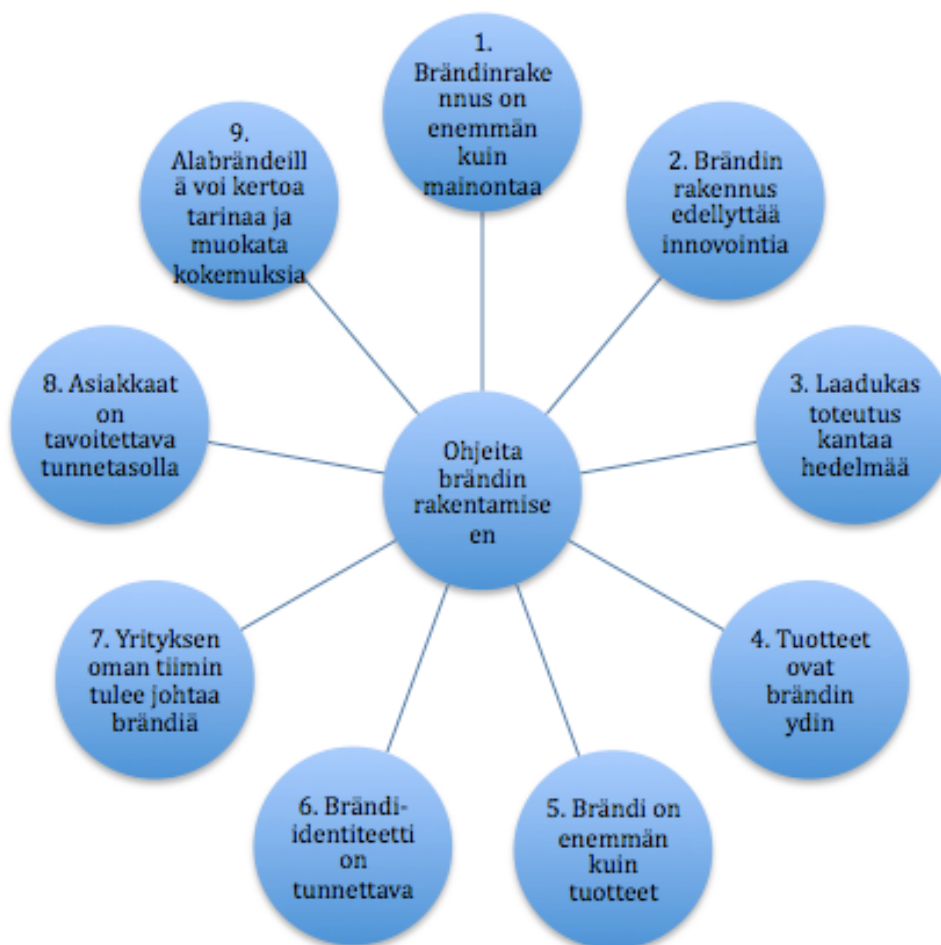 1.
Brändinrake
nnus on
enemmän
kuin
mainontaa
2. Brändin
rakennus
edellyttää
innovointia
3. Laadukas
toteutus
kantaa
hedelmää
4. Tuotteet
ovat
brändin
ydin
5. Brändi on
enemmän
kuin
tuotteet
6. Brändi-
identiteetti
on
tunnettava
7. Yrityksen
oman tiimin
tulee johtaa
brändiä
8. Asiakkaat
on
tavoitettava
tunnetasolla
9.
Alabrändeill
ä voi kertoa
tarinaa ja
muokata
kokemuksia
Ohjeita
brändin
rakentamise
en